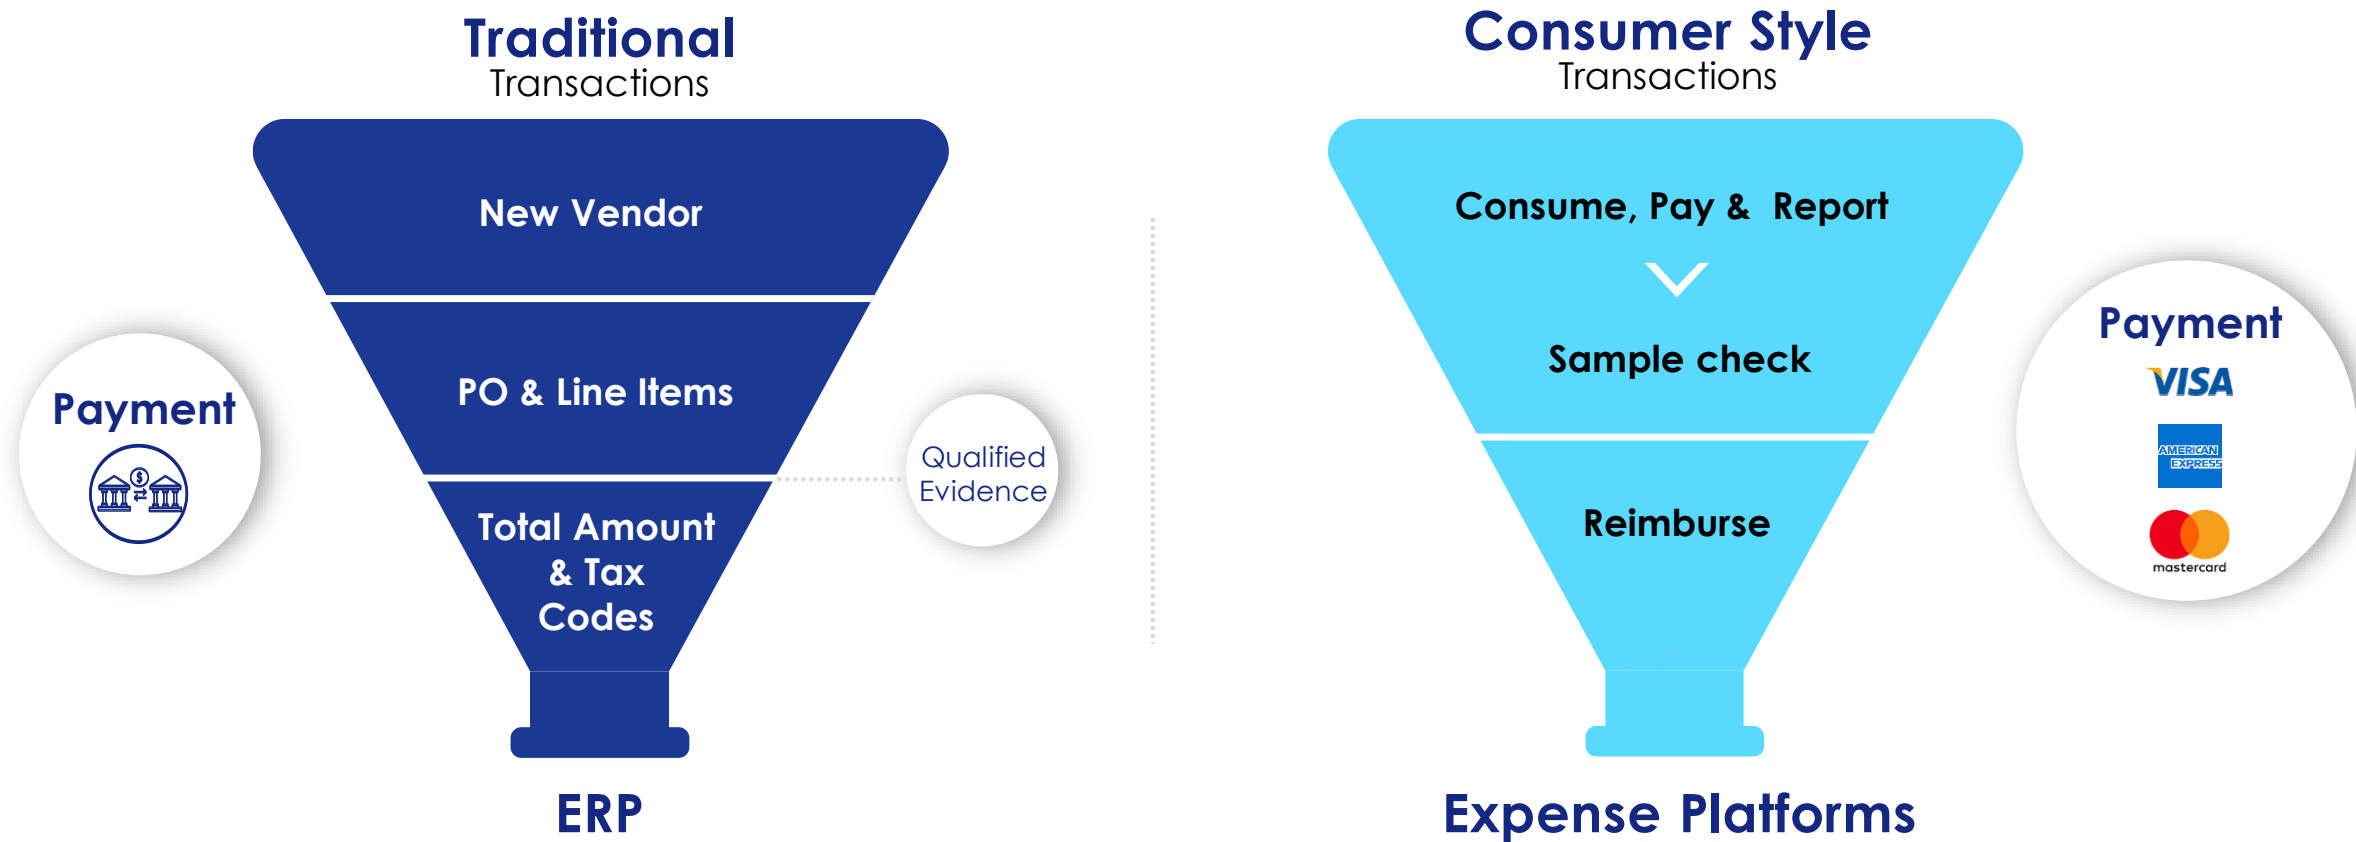 Traditional
Transactions
New Vendor
PO & Line Items
Total Amount
& Tax
Codes
ERP
Payment
$
Qualified
Evidence
Consumer Style
Transactions
Consume, Pay & Report
Sample check
Reimburse
Expense Platforms
Payment
VISA
AMERICAN
EXPRESS
mastercard